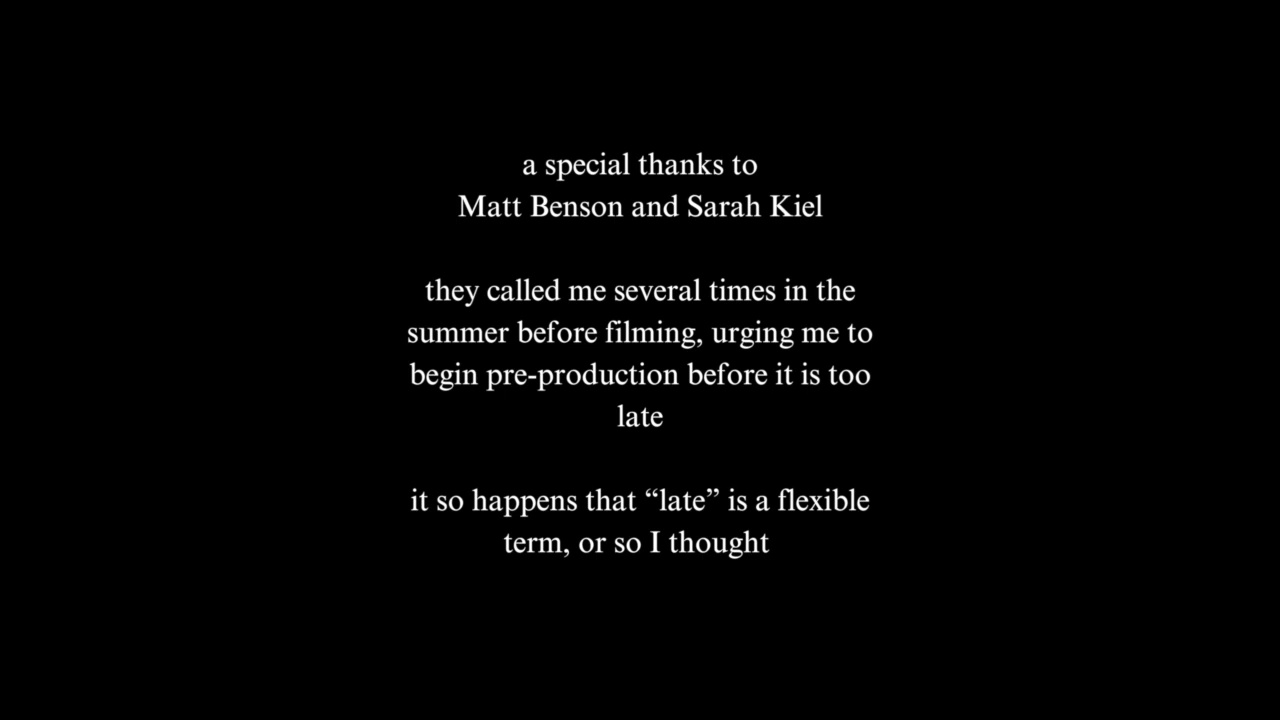 a special thanks to
Matt Benson and Sarah Kiel
they called me several times in the
summer before filming, urging me to
begin pre-production before it is too
late
it so happens that “late” is a flexible
term, or so I thought